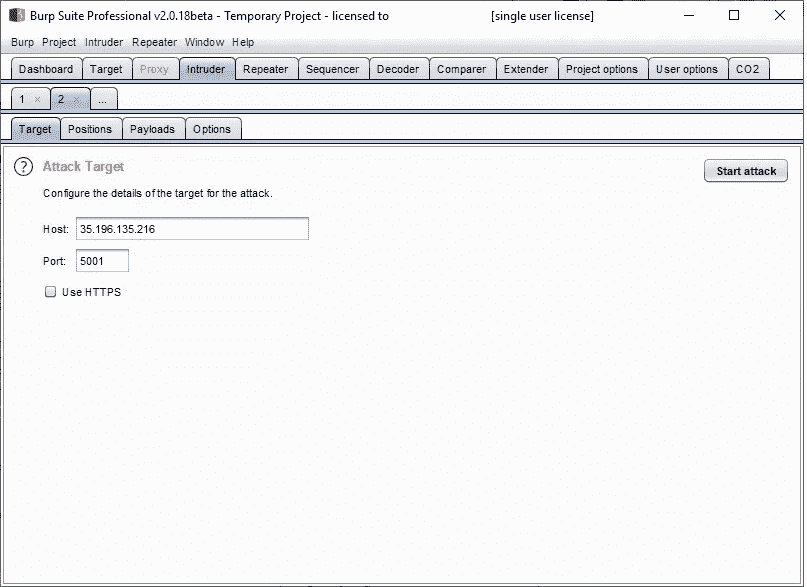 Burp Suite Professional v2.0.18beta - Temporary Project - licensed to [single user license]
Burp Project Intruder Repeater Window Help
Dashboard Target Proxy Intruder Repeater Sequencer Decoder Comparer Extender Project options User options CO2
1 × 2 × ...
Target Positions Payloads Options
? Attack Target
Start attack
Configure the details of the target for the attack.
Host: 35.196.135.216
Port: 5001
Use HTTPS